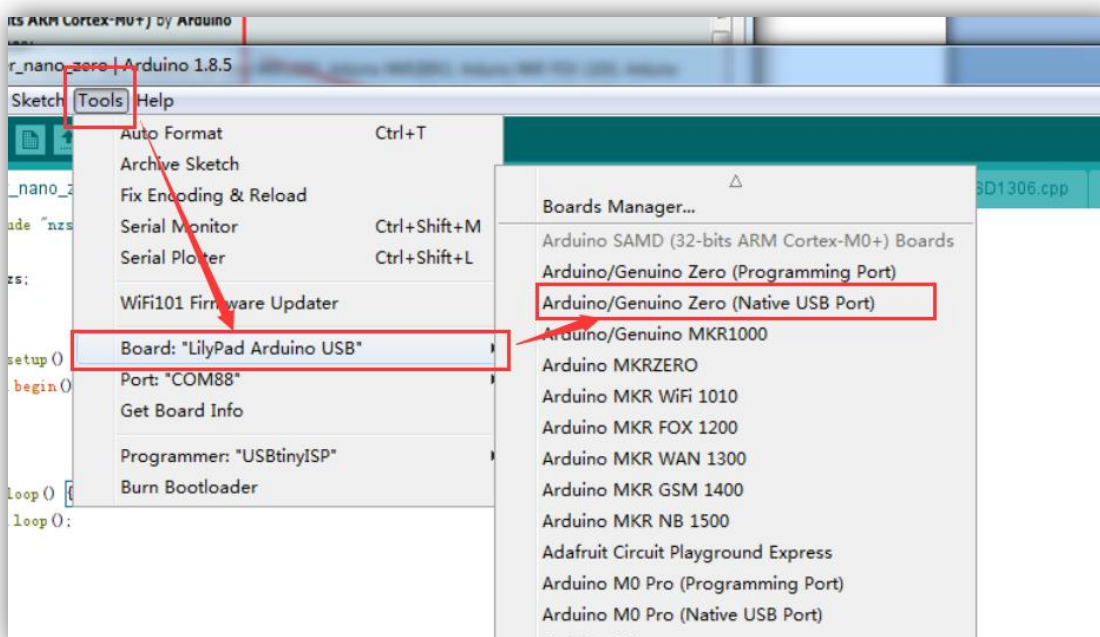 its ARM Cortex-M0+) by Arduino
r_nano_zero | Arduino 1.8.5
Sketch Tools Help
Auto Format Ctrl+T
Archive Sketch
Fix Encoding & Reload
Serial Monitor Ctrl+Shift+M
Serial Plotter Ctrl+Shift+L
WiFi101 Firmware Updater
Board: "LilyPad Arduino USB"
Port: "COM88"
Get Board Info
Programmer: "USBtinyISP"
Burn Bootloader
_nano_z
ude "nzs
zs;
setup()
.begin()
loop() {
.loop();
SD1306.cpp
Boards Manager...
Arduino SAMD (32-bits ARM Cortex-M0+) Boards
Arduino/Genuino Zero (Programming Port)
Arduino/Genuino Zero (Native USB Port)
Arduino/Genuino MKR1000
Arduino MKRZERO
Arduino MKR WiFi 1010
Arduino MKR FOX 1200
Arduino MKR WAN 1300
Arduino MKR GSM 1400
Arduino MKR NB 1500
Adafruit Circuit Playground Express
Arduino M0 Pro (Programming Port)
Arduino M0 Pro (Native USB Port)